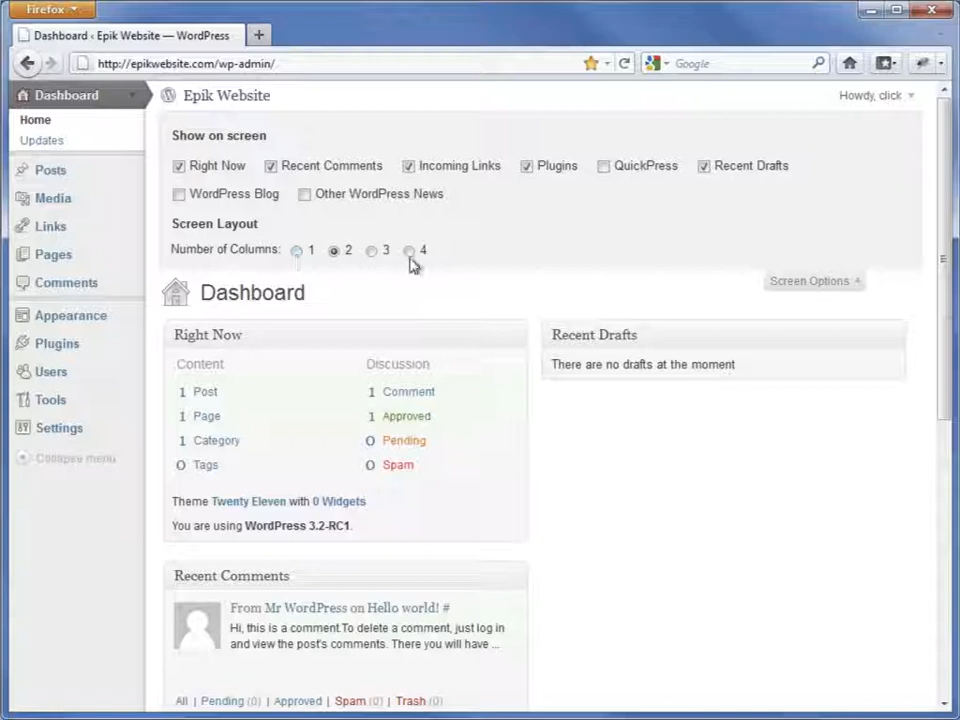 Firefox
Dashboard ‹ Epik Website — WordPress
http://epikwebsite.com/wp-admin/
Google
Dashboard
Epik Website
Howdy, click
Home
Updates
Posts
Media
Links
Pages
Comments
Appearance
Plugins
Users
Tools
Settings
Collapse menu
Show on screen
Right Now Recent Comments Incoming Links Plugins QuickPress Recent Drafts
WordPress Blog Other WordPress News
Screen Layout
Number of Columns: 1 2 3 4
Screen Options
Dashboard
Right Now
Content Discussion
1 Post 1 Comment
1 Page 1 Approved
1 Category 0 Pending
0 Tags 0 Spam
Theme Twenty Eleven with 0 Widgets
You are using WordPress 3.2-RC1.
Recent Drafts
There are no drafts at the moment
Recent Comments
From Mr WordPress on Hello world! #
Hi, this is a comment.To delete a comment, just log in
and view the post's comments. There you will have ...
All | Pending (0) | Approved | Spam (0) | Trash (0)